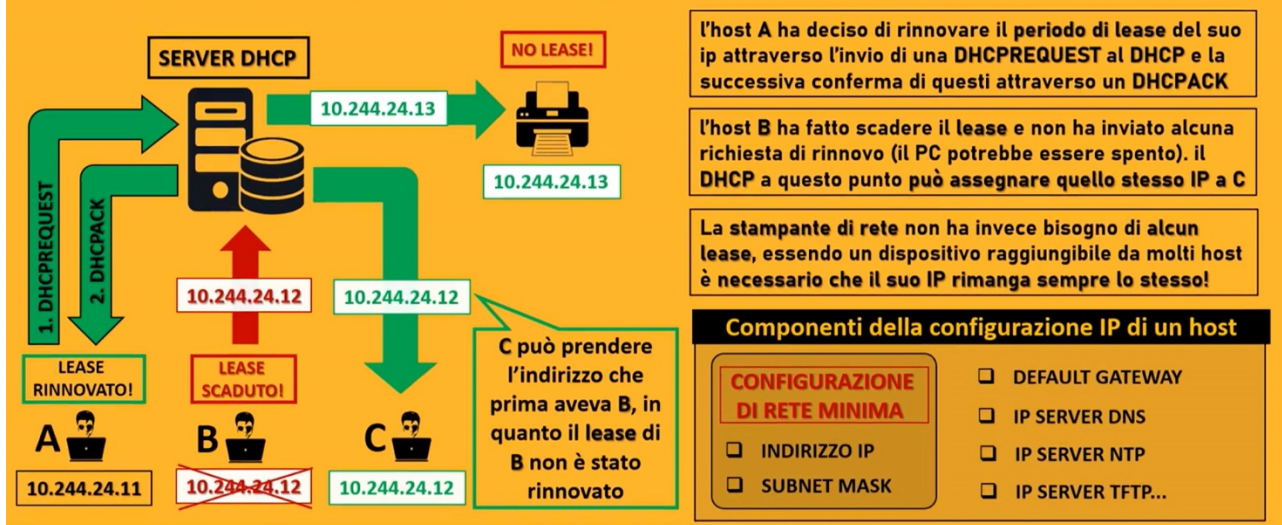 SERVER DHCP
NO LEASE!
10.244.24.13
10.244.24.13
1. DHCPREQUEST
2. DHCPACK
10.244.24.12
10.244.24.12
LEASE
RINNOVATO!
LEASE
SCADUTO!
A
B
C
10.244.24.11
10.244.24.12
10.244.24.12
C può prendere
l'indirizzo che
prima aveva B, in
quanto il lease di
B non è stato
rinnovato
l'host A ha deciso di rinnovare il periodo di lease del suo
ip attraverso l'invio di una DHCPREQUEST al DHCP e la
successiva conferma di questi attraverso un DHCPACK
l'host B ha fatto scadere il lease e non ha inviato alcuna
richiesta di rinnovo (il PC potrebbe essere spento). il
DHCP a questo punto può assegnare quello stesso IP a C
La stampante di rete non ha invece bisogno di alcun
lease, essendo un dispositivo raggiungibile da molti host
è necessario che il suo IP rimanga sempre lo stesso!
Componenti della configurazione IP di un host
CONFIGURAZIONE
DI RETE MINIMA
INDIRIZZO IP
SUBNET MASK
DEFAULT GATEWAY
IP SERVER DNS
IP SERVER NTP
IP SERVER TFTP...